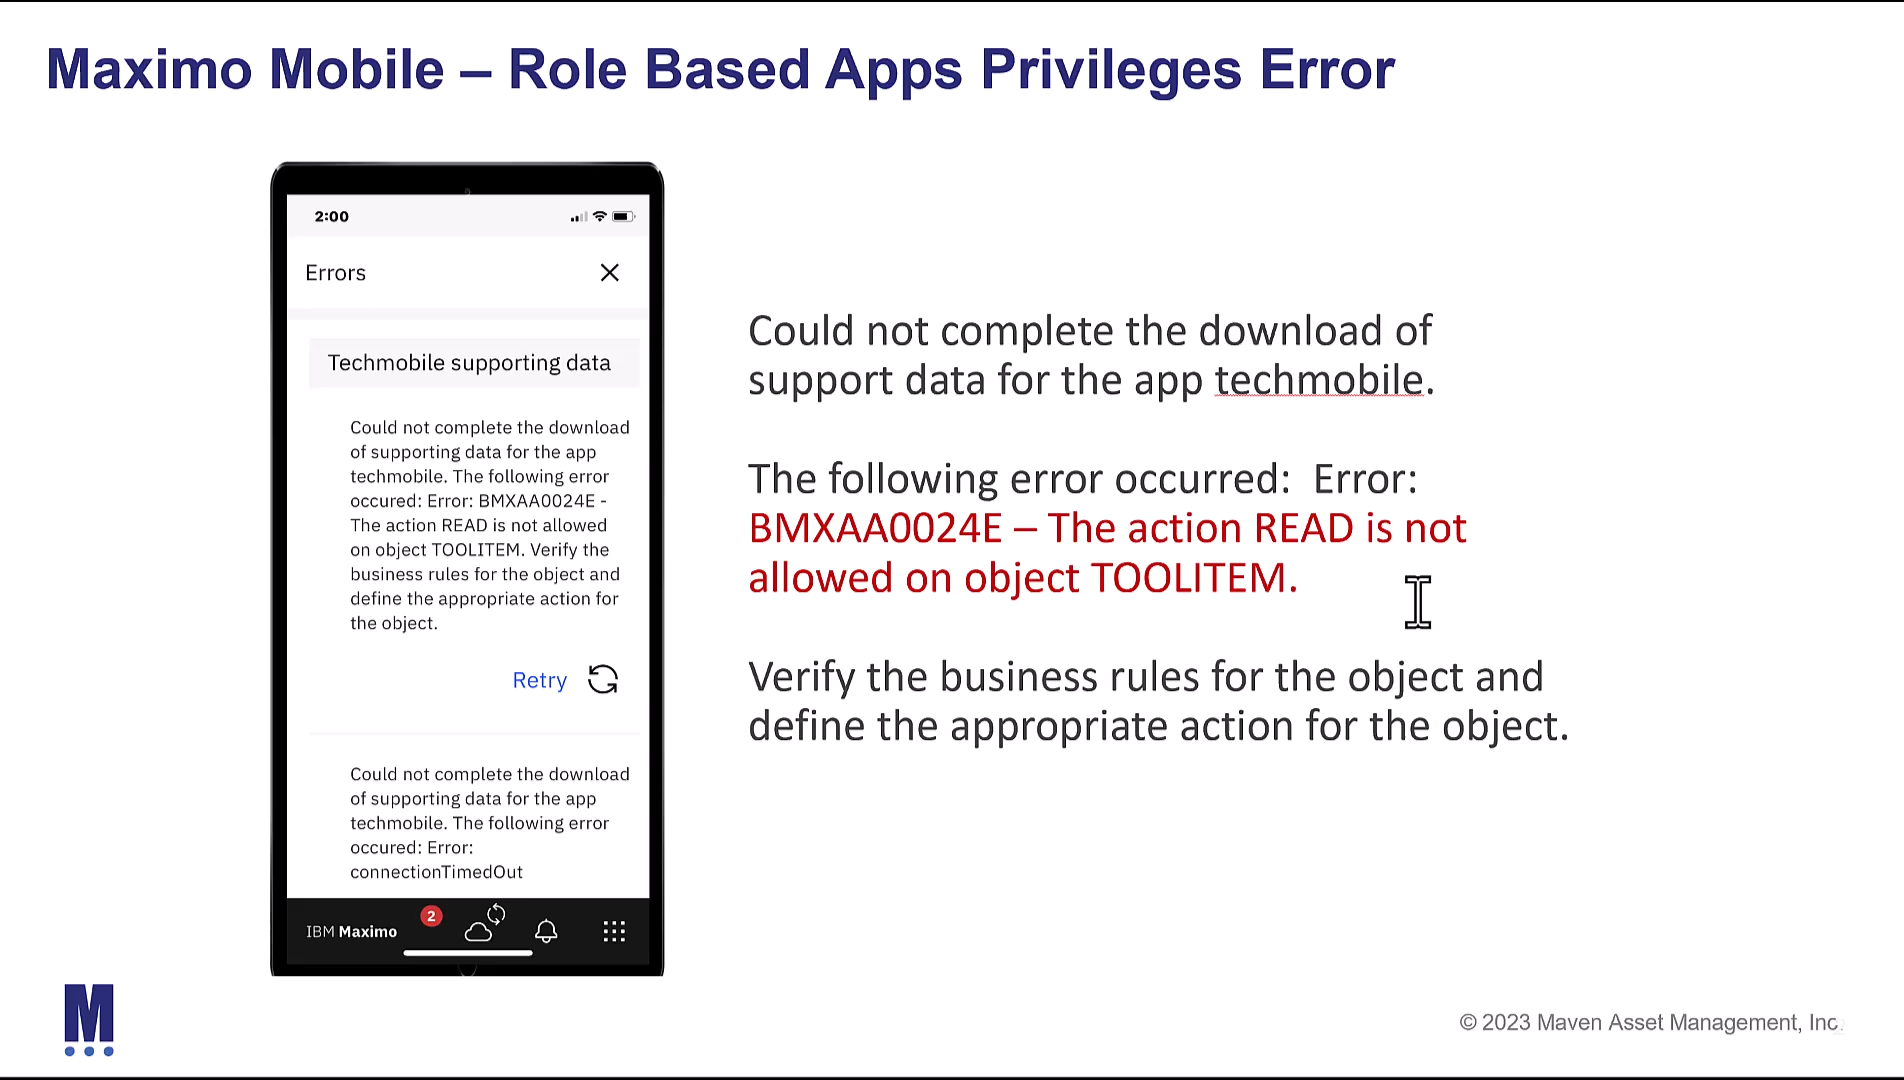 Maximo Mobile – Role Based Apps Privileges Error
2:00
Errors
Techmobile supporting data
Could not complete the download
of supporting data for the app
techmobile. The following error
occured: Error: BMXAA0024E -
The action READ is not allowed
on object TOOLITEM. Verify the
business rules for the object and
define the appropriate action for
the object.
Retry
Could not complete the download
of supporting data for the app
techmobile. The following error
occured: Error:
connectionTimedOut
IBM Maximo
2
Could not complete the download of
support data for the app techmobile.
The following error occurred:  Error:
BMXAA0024E – The action READ is not
allowed on object TOOLITEM.
Verify the business rules for the object and
define the appropriate action for the object.
M
© 2023 Maven Asset Management, Inc.